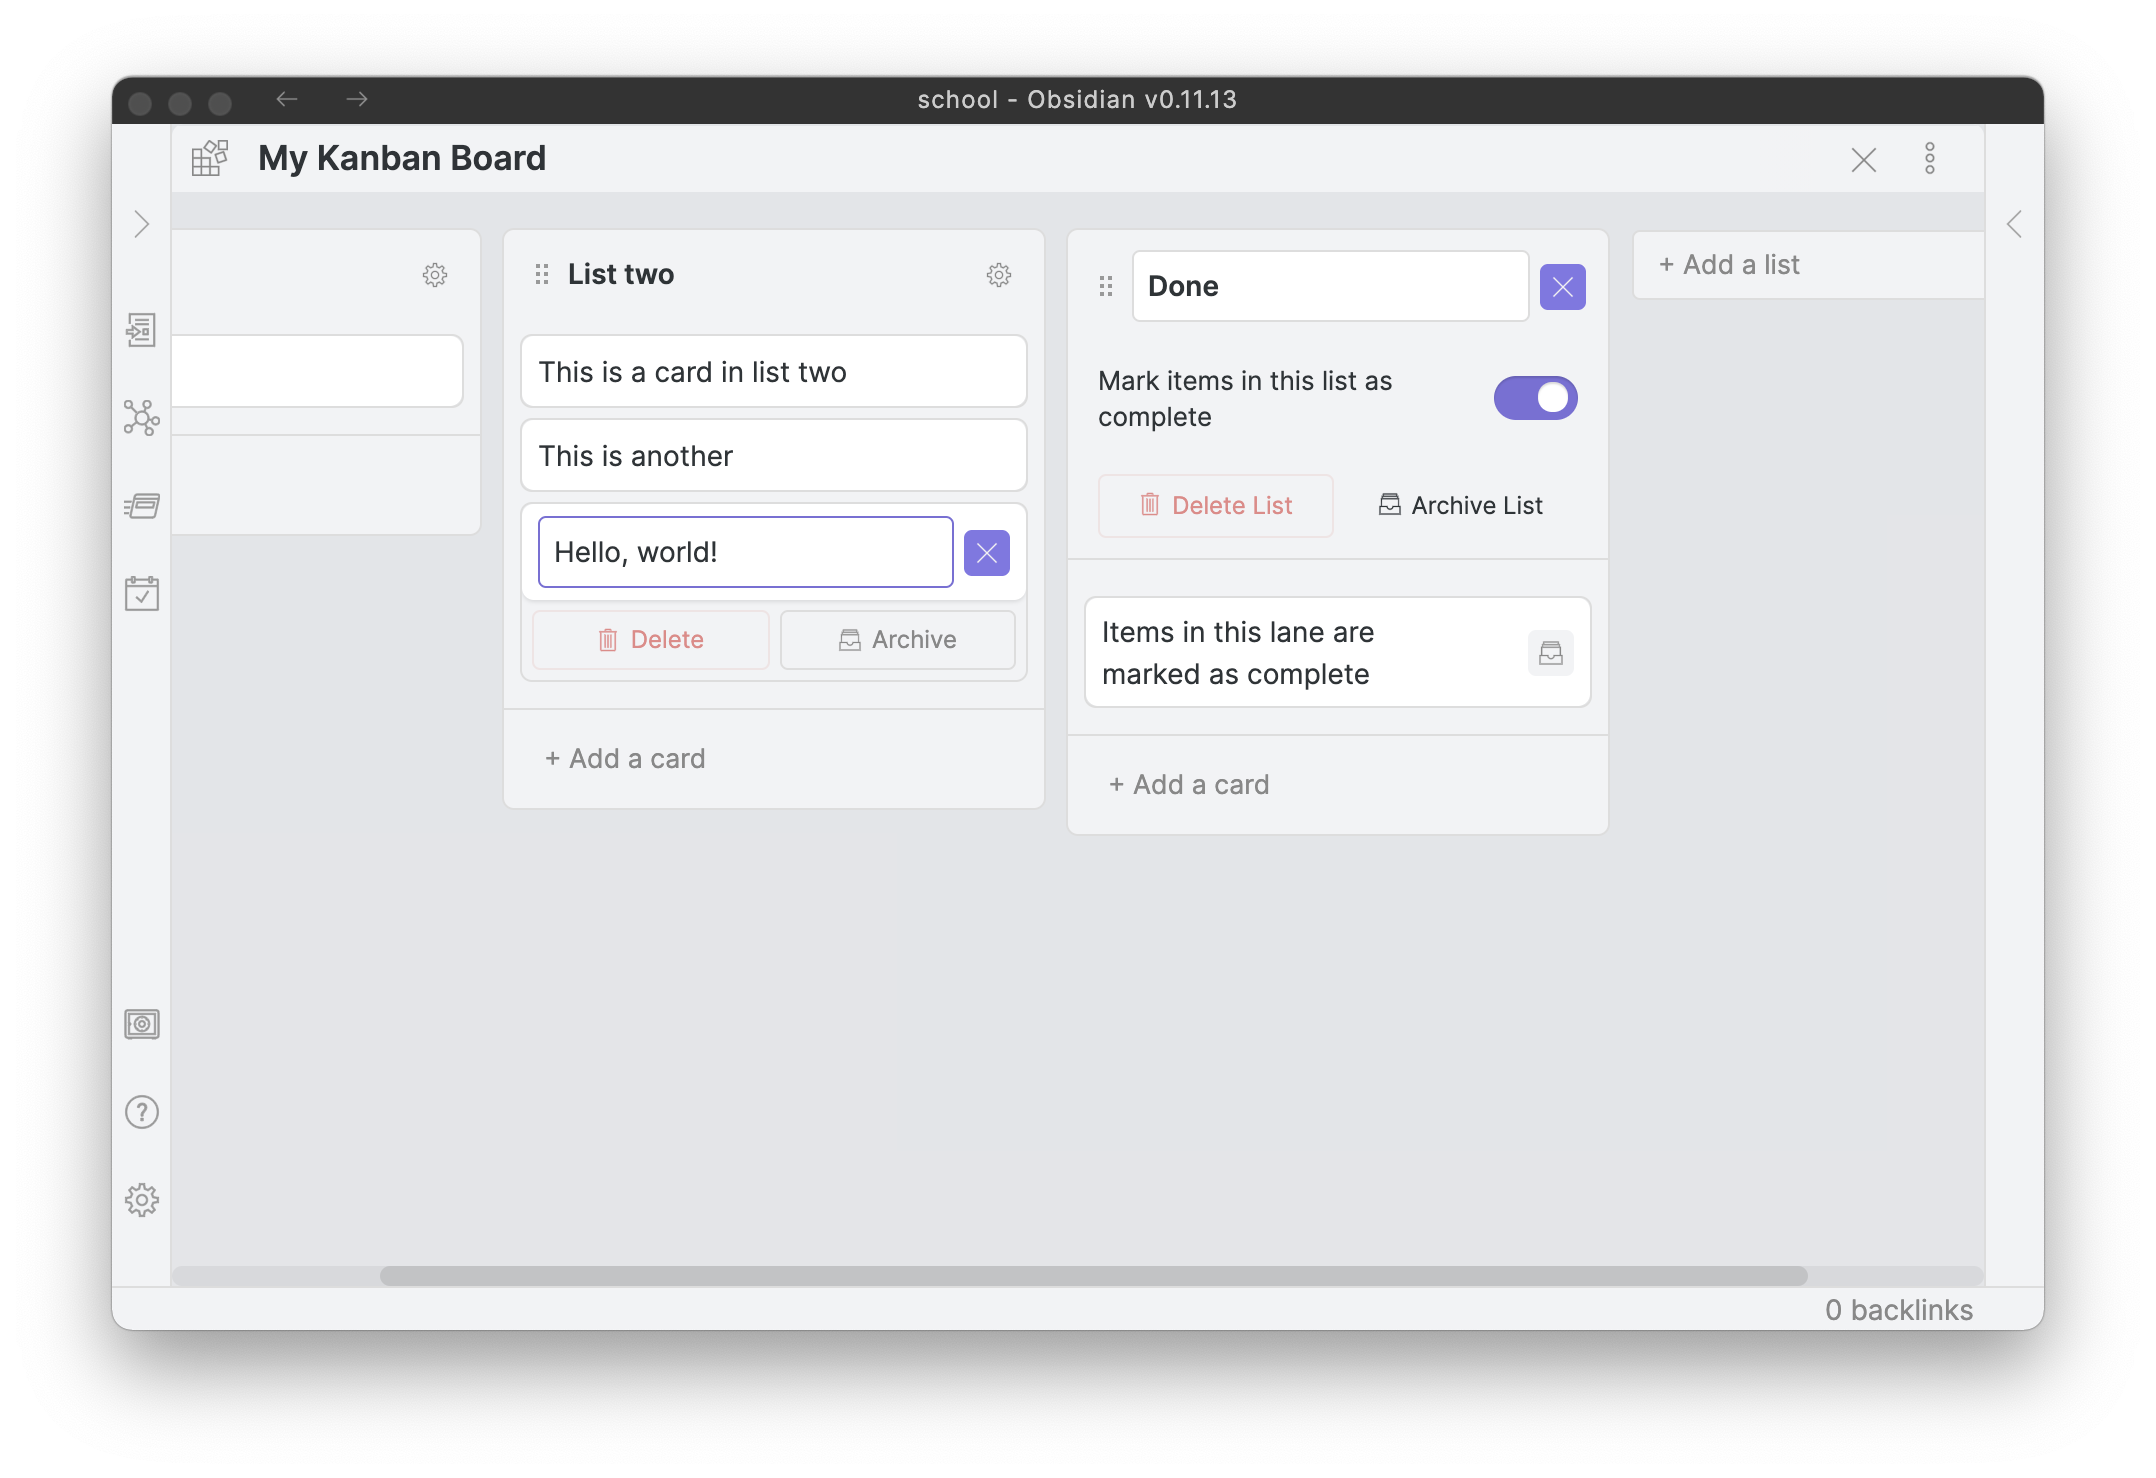 school - Obsidian v0.11.13
My Kanban Board
List two
This is a card in list two
This is another
Hello, world!
Delete
Archive
+ Add a card
Done
Mark items in this list as
complete
Delete List
Archive List
Items in this lane are
marked as complete
+ Add a card
+ Add a list
0 backlinks